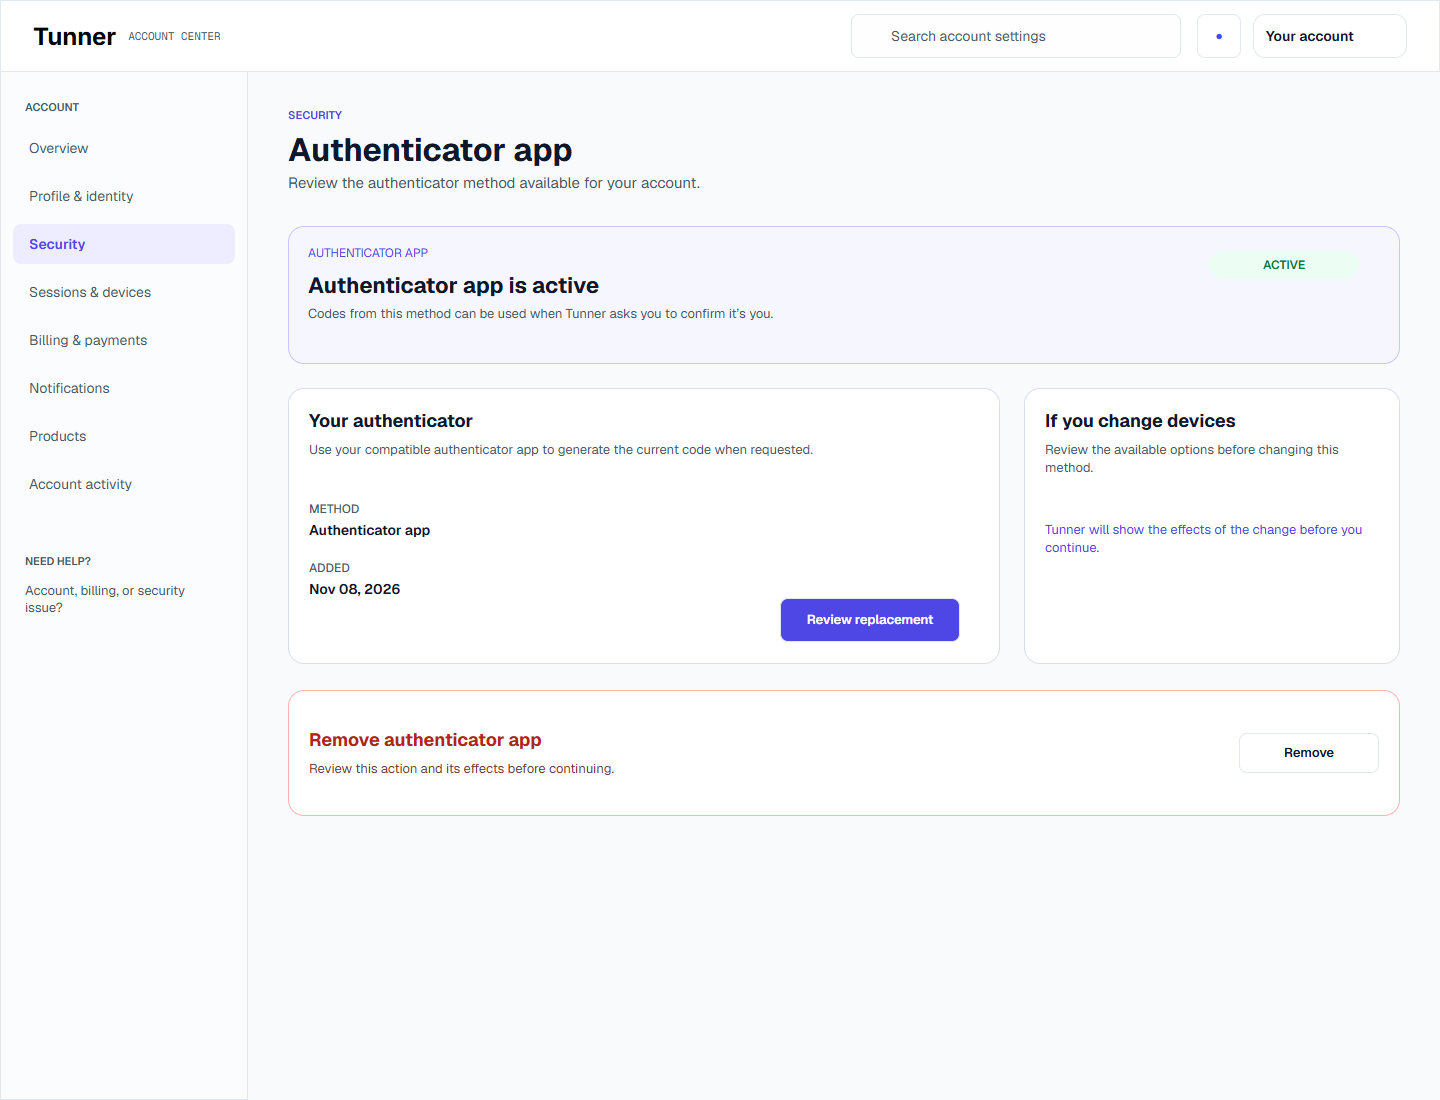 Tunner
ACCOUNT CENTER
Search account settings
Your account
ACCOUNT
Overview
Profile & identity
Security
Sessions & devices
Billing & payments
Notifications
Products
Account activity
NEED HELP?
Account, billing, or security
issue?
SECURITY
Authenticator app
Review the authenticator method available for your account.
AUTHENTICATOR APP
ACTIVE
Authenticator app is active
Codes from this method can be used when Tunner asks you to confirm it's you.
Your authenticator
Use your compatible authenticator app to generate the current code when requested.
METHOD
Authenticator app
ADDED
Nov 08, 2026
Review replacement
If you change devices
Review the available options before changing this
method.
Tunner will show the effects of the change before you
continue.
Remove authenticator app
Review this action and its effects before continuing.
Remove